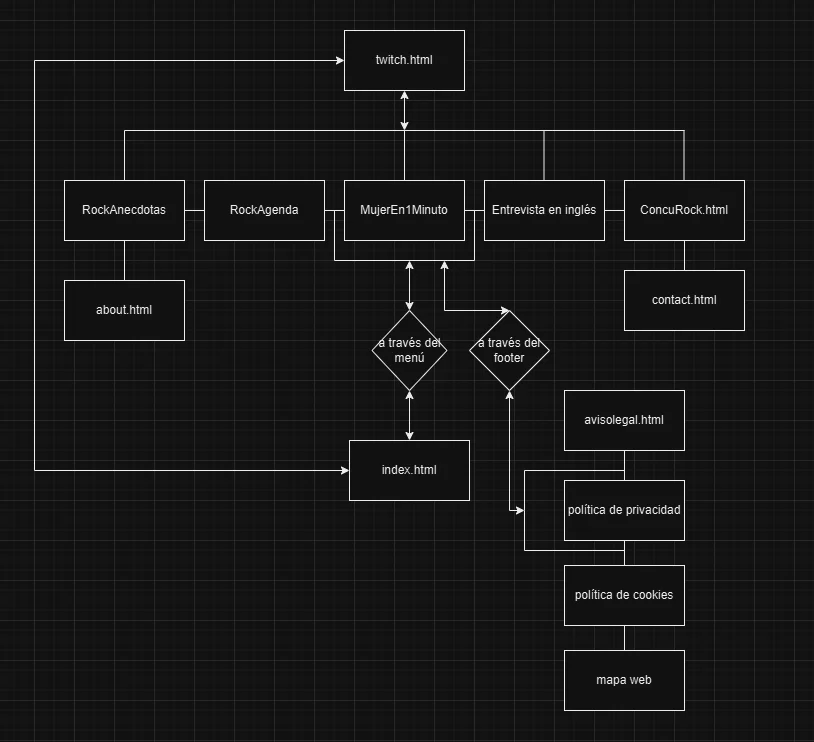 twitch.html
RockAnecdotas
RockAgenda
MujerEn1Minuto
Entrevista en inglés
ConcuRock.html
about.html
contact.html
a través del
menú
a través del
footer
avisolegal.html
index.html
política de privacidad
política de cookies
mapa web